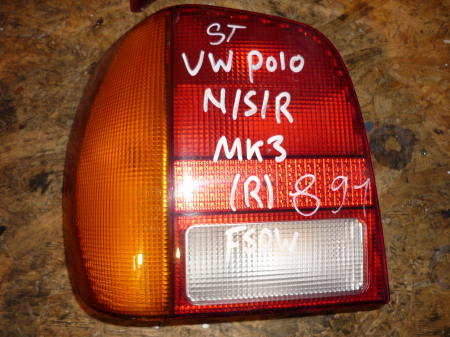 ST
VW Polo
N/S/R
MK3
(R) 891
FSPW